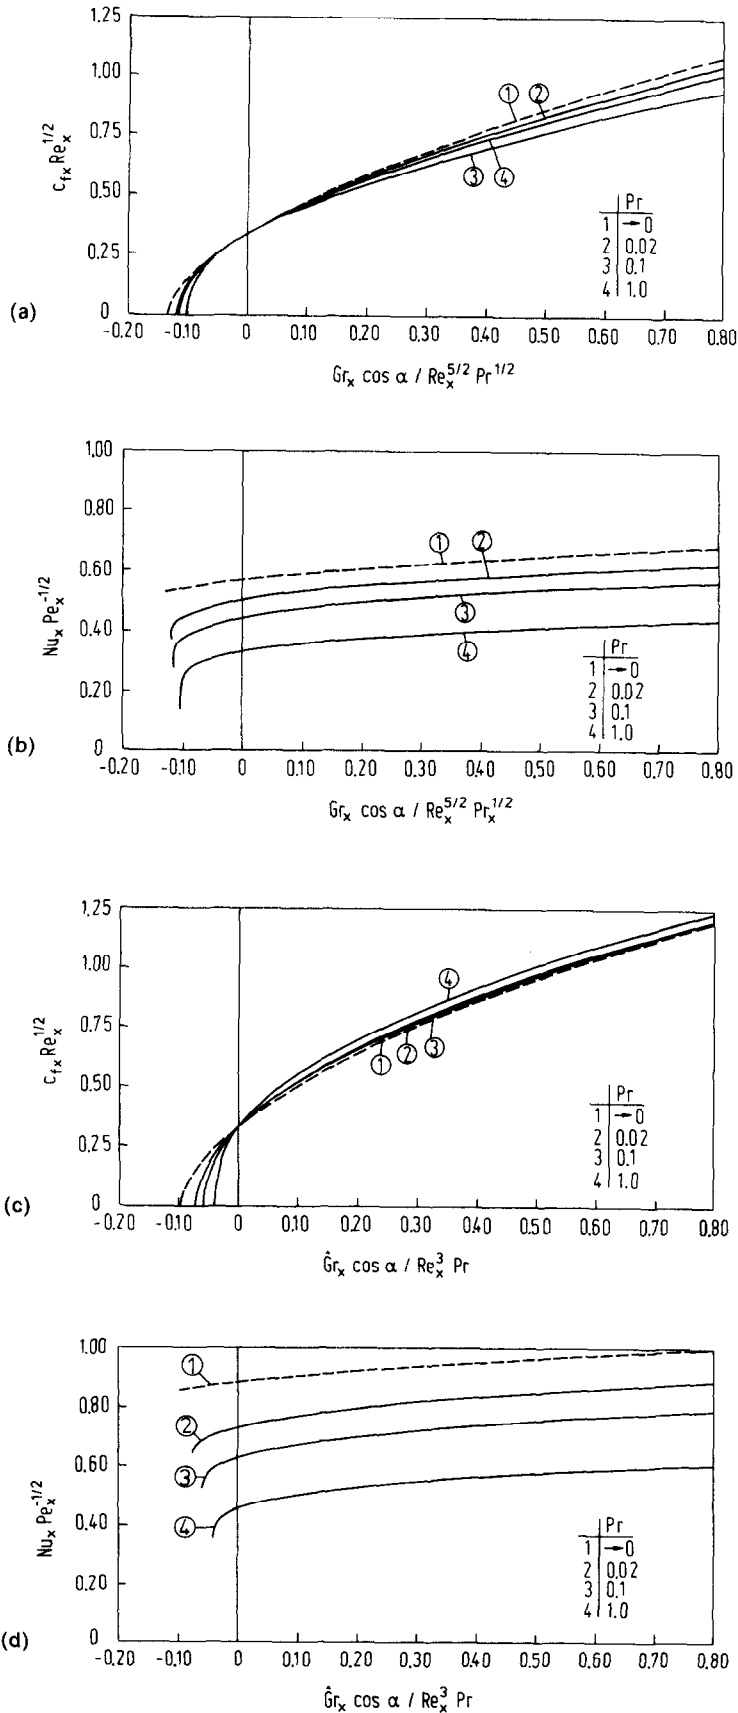 1.25
1.00
0.75
0.50
0.25
0
C_fx Re_x^1/2
① ②
③ ④
Pr
1 →0
2 0.02
3 0.1
4 1.0
(a)
-0.20 -0.10 0 0.10 0.20 0.30 0.40 0.50 0.60 0.70 0.80
Gr_x cos α / Re_x^5/2 Pr^1/2
1.00
0.80
0.60
0.40
0.20
0
Nu_x Pe_x^-1/2
① ②
③
④
Pr
1 →0
2 0.02
3 0.1
4 1.0
(b)
-0.20 -0.10 0 0.10 0.20 0.30 0.40 0.50 0.60 0.70 0.80
Gr_x cos α / Re_x^5/2 Pr_x^1/2
1.25
1.00
0.75
0.50
0.25
0
C_fx Re_x^1/2
④
① ② ③
Pr
1 →0
2 0.02
3 0.1
4 1.0
(c)
-0.20 -0.10 0 0.10 0.20 0.30 0.40 0.50 0.60 0.70 0.80
Ĝr_x cos α / Re_x^3 Pr
1.00
0.80
0.60
0.40
0.20
0
Nu_x Pe_x^-1/2
①
②
③
④
Pr
1 →0
2 0.02
3 0.1
4 1.0
(d)
-0.20 -0.10 0 0.10 0.20 0.30 0.40 0.50 0.60 0.70 0.80
Ĝr_x cos α / Re_x^3 Pr